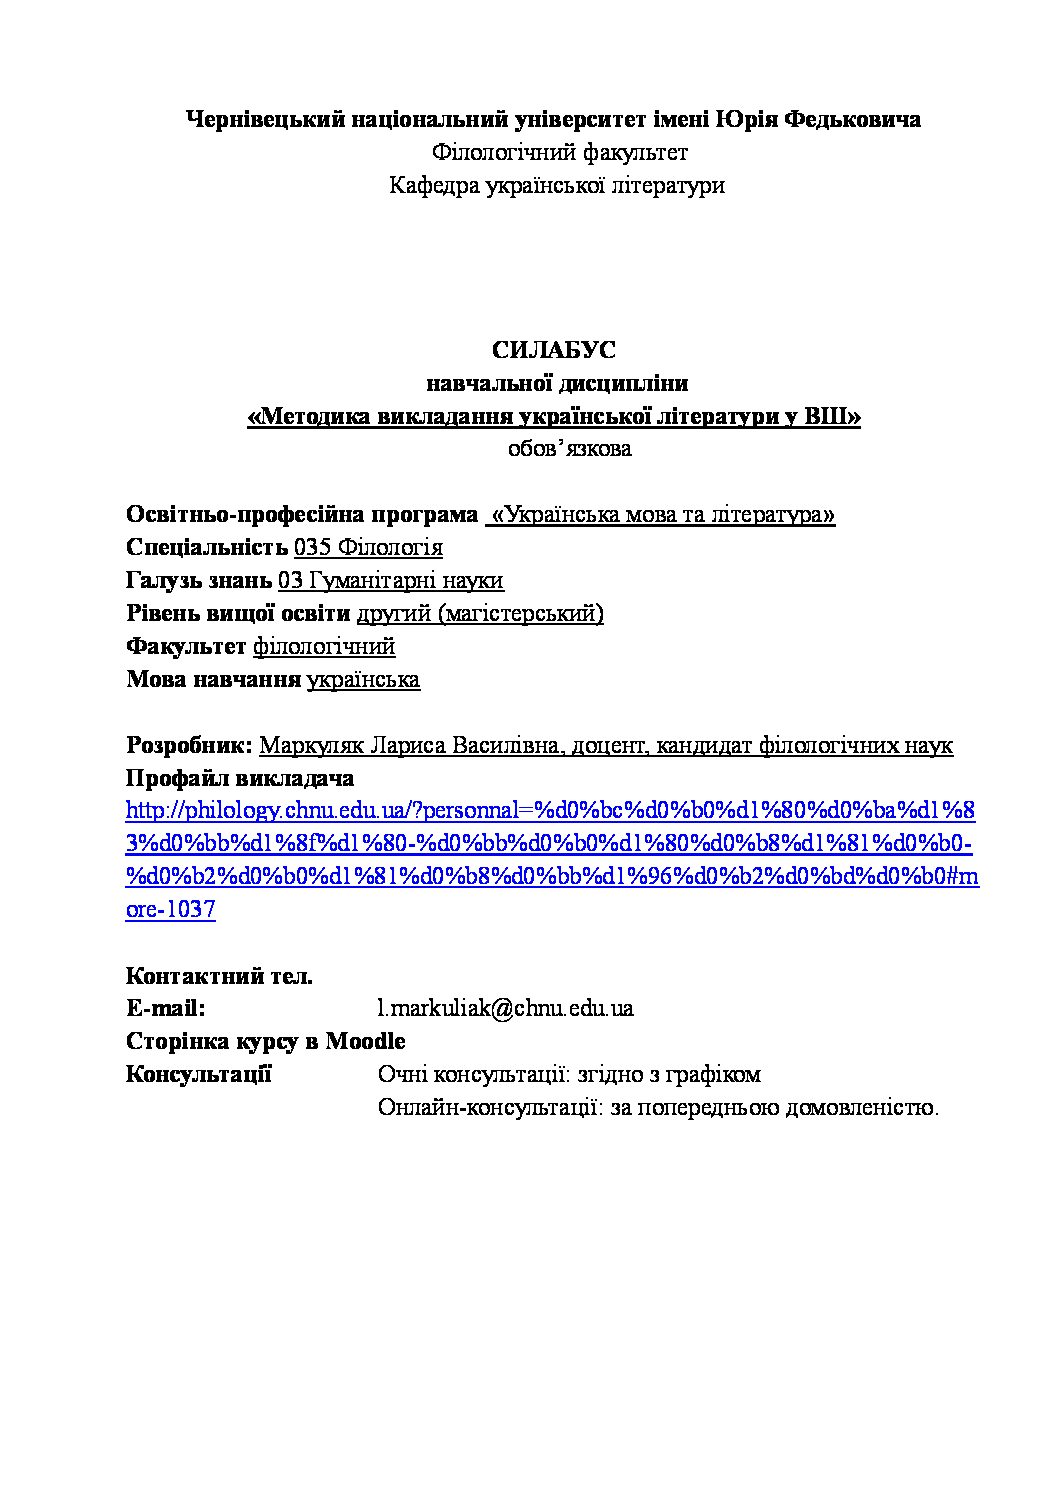 Чернівецький національний університет імені Юрія Федьковича
Філологічний факультет
Кафедра української літератури
СИЛАБУС
навчальної дисципліни
«Методика викладання української літератури у ВШ»
обов’язкова
Освітньо-професійна програма «Українська мова та література»
Спеціальність 035 Філологія
Галузь знань 03 Гуманітарні науки
Рівень вищої освіти другий (магістерський)
Факультет філологічний
Мова навчання українська
Розробник: Маркуляк Лариса Василівна, доцент, кандидат філологічних наук
Профайл викладача
http://philology.chnu.edu.ua/?personnal=%d0%bc%d0%b0%d1%80%d0%ba%d1%8
3%d0%bb%d1%8f%d1%80-%d0%bb%d0%b0%d1%80%d0%b8%d1%81%d0%b0-
%d0%b2%d0%b0%d1%81%d0%b8%d0%bb%d1%96%d0%b2%d0%bd%d0%b0#m
ore-1037
Контактний тел.
E-mail: l.markuliak@chnu.edu.ua
Сторінка курсу в Moodle
Консультації Очні консультації: згідно з графіком
Онлайн-консультації: за попередньою домовленістю.